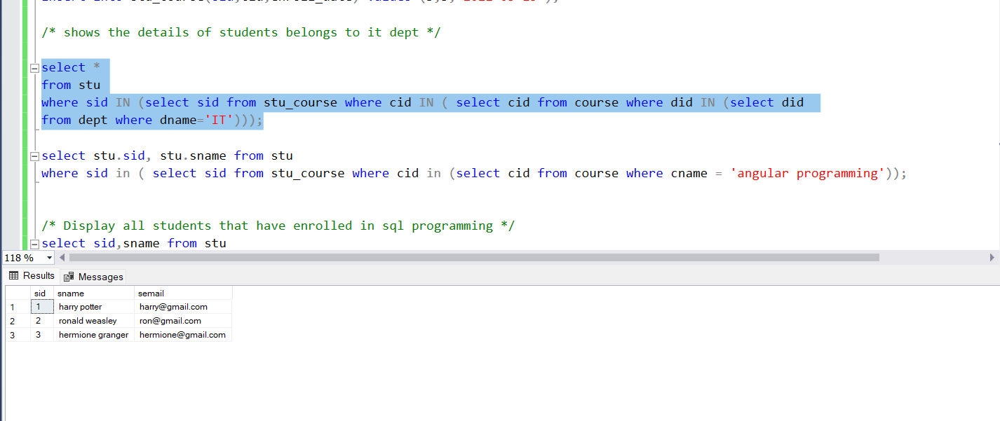 /* shows the details of students belongs to it dept */
select *
from stu
where sid IN (select sid from stu_course where cid IN ( select cid from course where did IN (select did
from dept where dname='IT')));
select stu.sid, stu.sname from stu
where sid in ( select sid from stu_course where cid in (select cid from course where cname = 'angular programming'));
/* Display all students that have enrolled in sql programming */
select sid,sname from stu
118 %
Results Messages
sid sname semail
1 1 harry potter harry@gmail.com
2 2 ronald weasley ron@gmail.com
3 3 hermione granger hermione@gmail.com